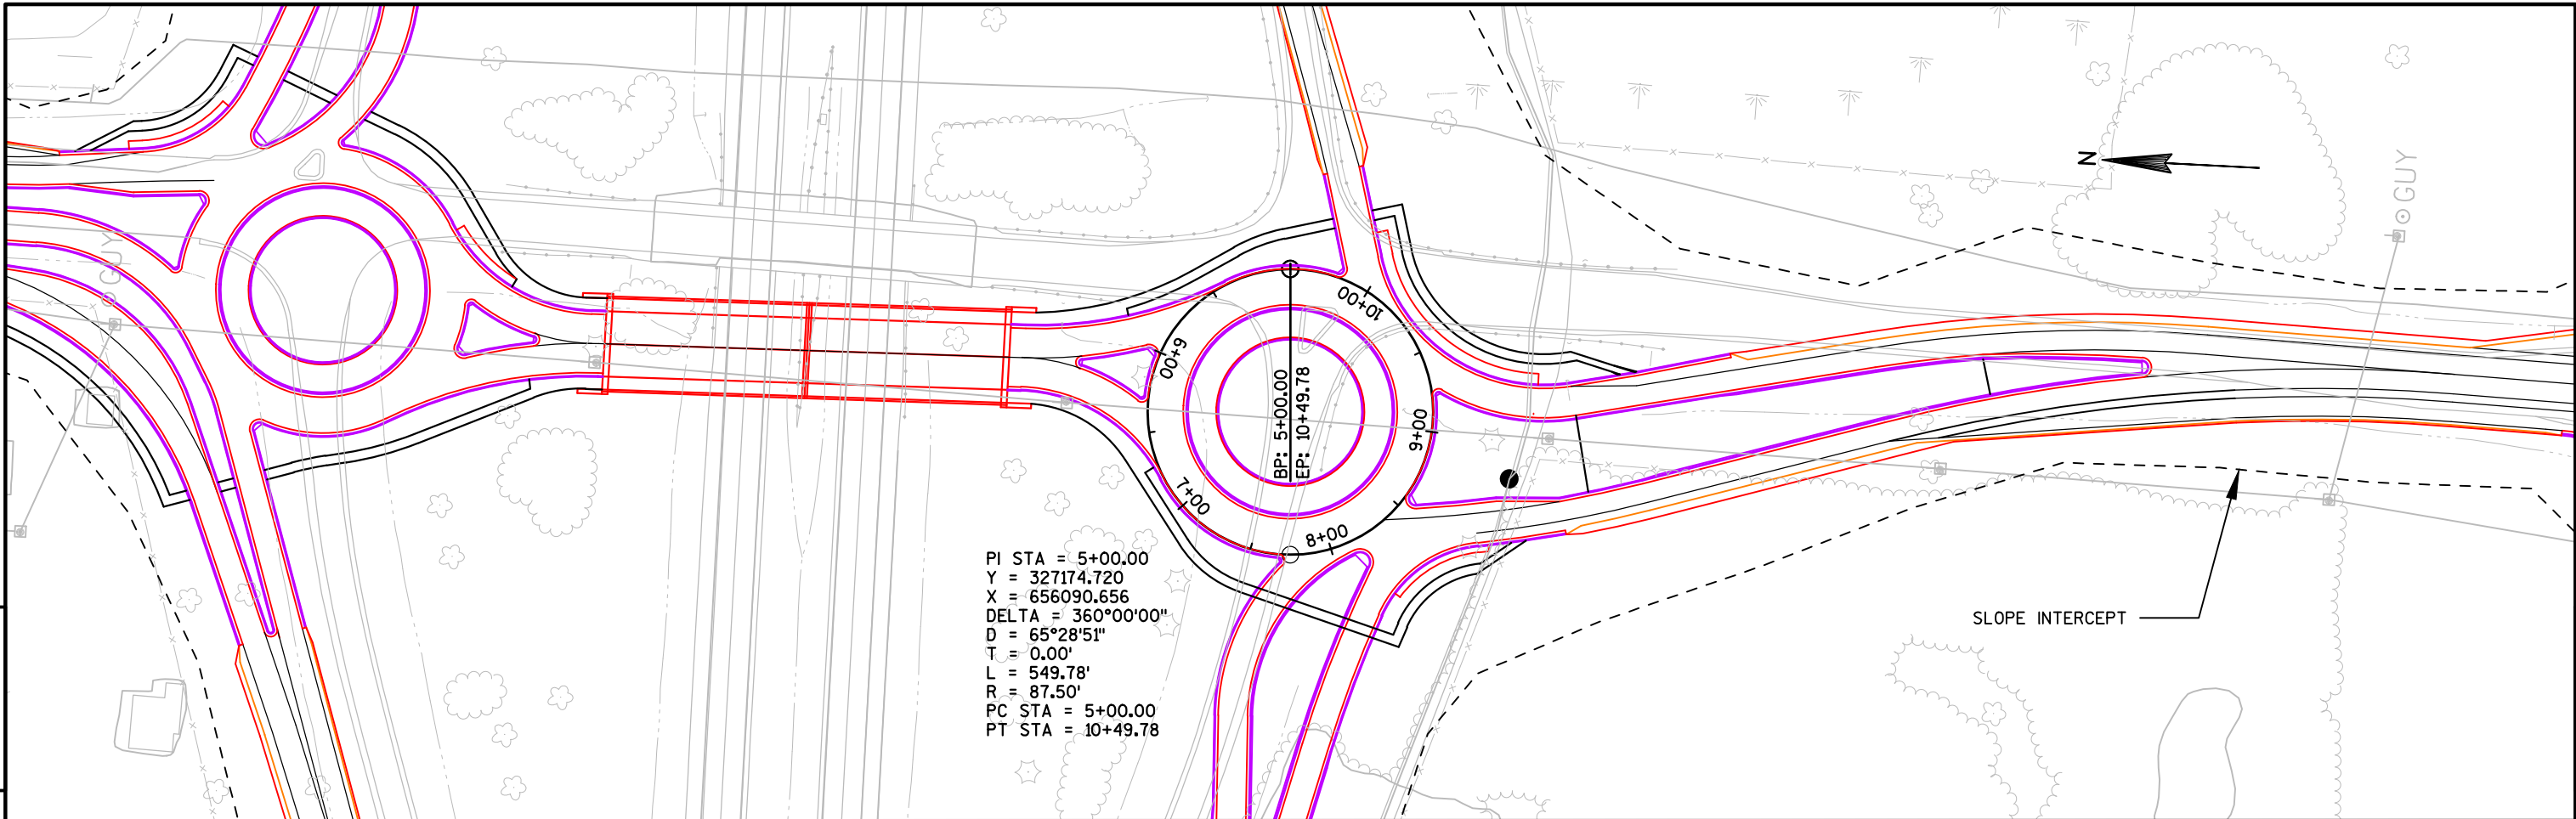 N
GUY
GUY
10+00
6+00
BP: 5+00.00
EP: 10+49.78
9+00
7+00
8+00
PI STA = 5+00.00
Y = 327174.720
X = 656090.656
DELTA = 360°00'00"
D = 65°28'51"
T = 0.00'
L = 549.78'
R = 87.50'
PC STA = 5+00.00
PT STA = 10+49.78
SLOPE INTERCEPT